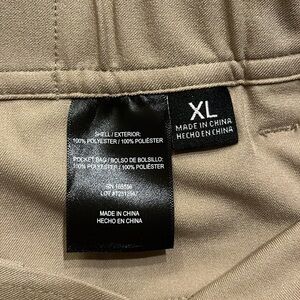 SHELL / EXTERIOR:
100% POLYESTER / 100% POLIÉSTER
POCKET BAG / BOLSO DE BOLSILLO:
100% POLYESTER / 100% POLIÉSTER
MADE IN CHINA
HECHO EN CHINA
XL
MADE IN CHINA
HECHO EN CHINA